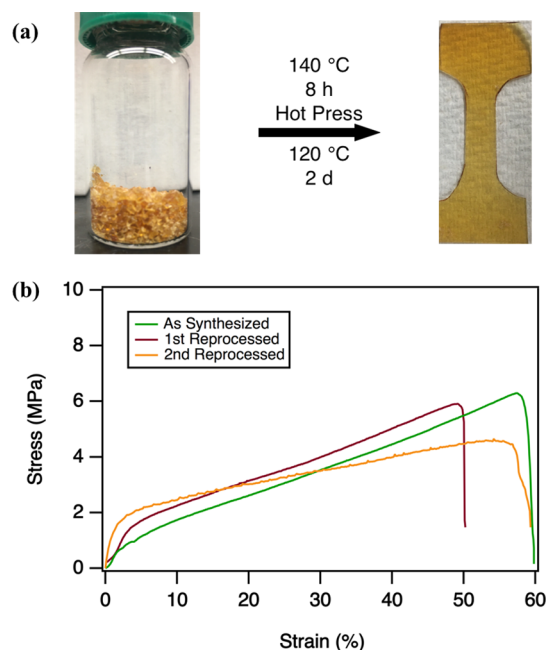 (a)
140 °C
8 h
Hot Press
120 °C
2 d
(b)
10
8
6
4
2
0
Stress (MPa)
As Synthesized
1st Reprocessed
2nd Reprocessed
0 10 20 30 40 50 60
Strain (%)